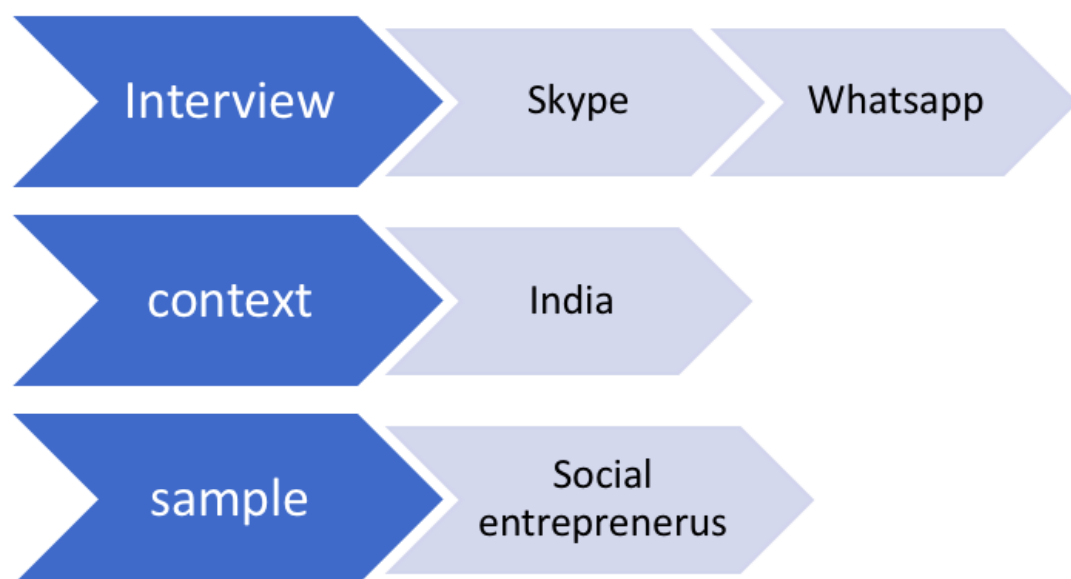 Interview
Skype
Whatsapp
context
India
sample
Social
entreprenerus